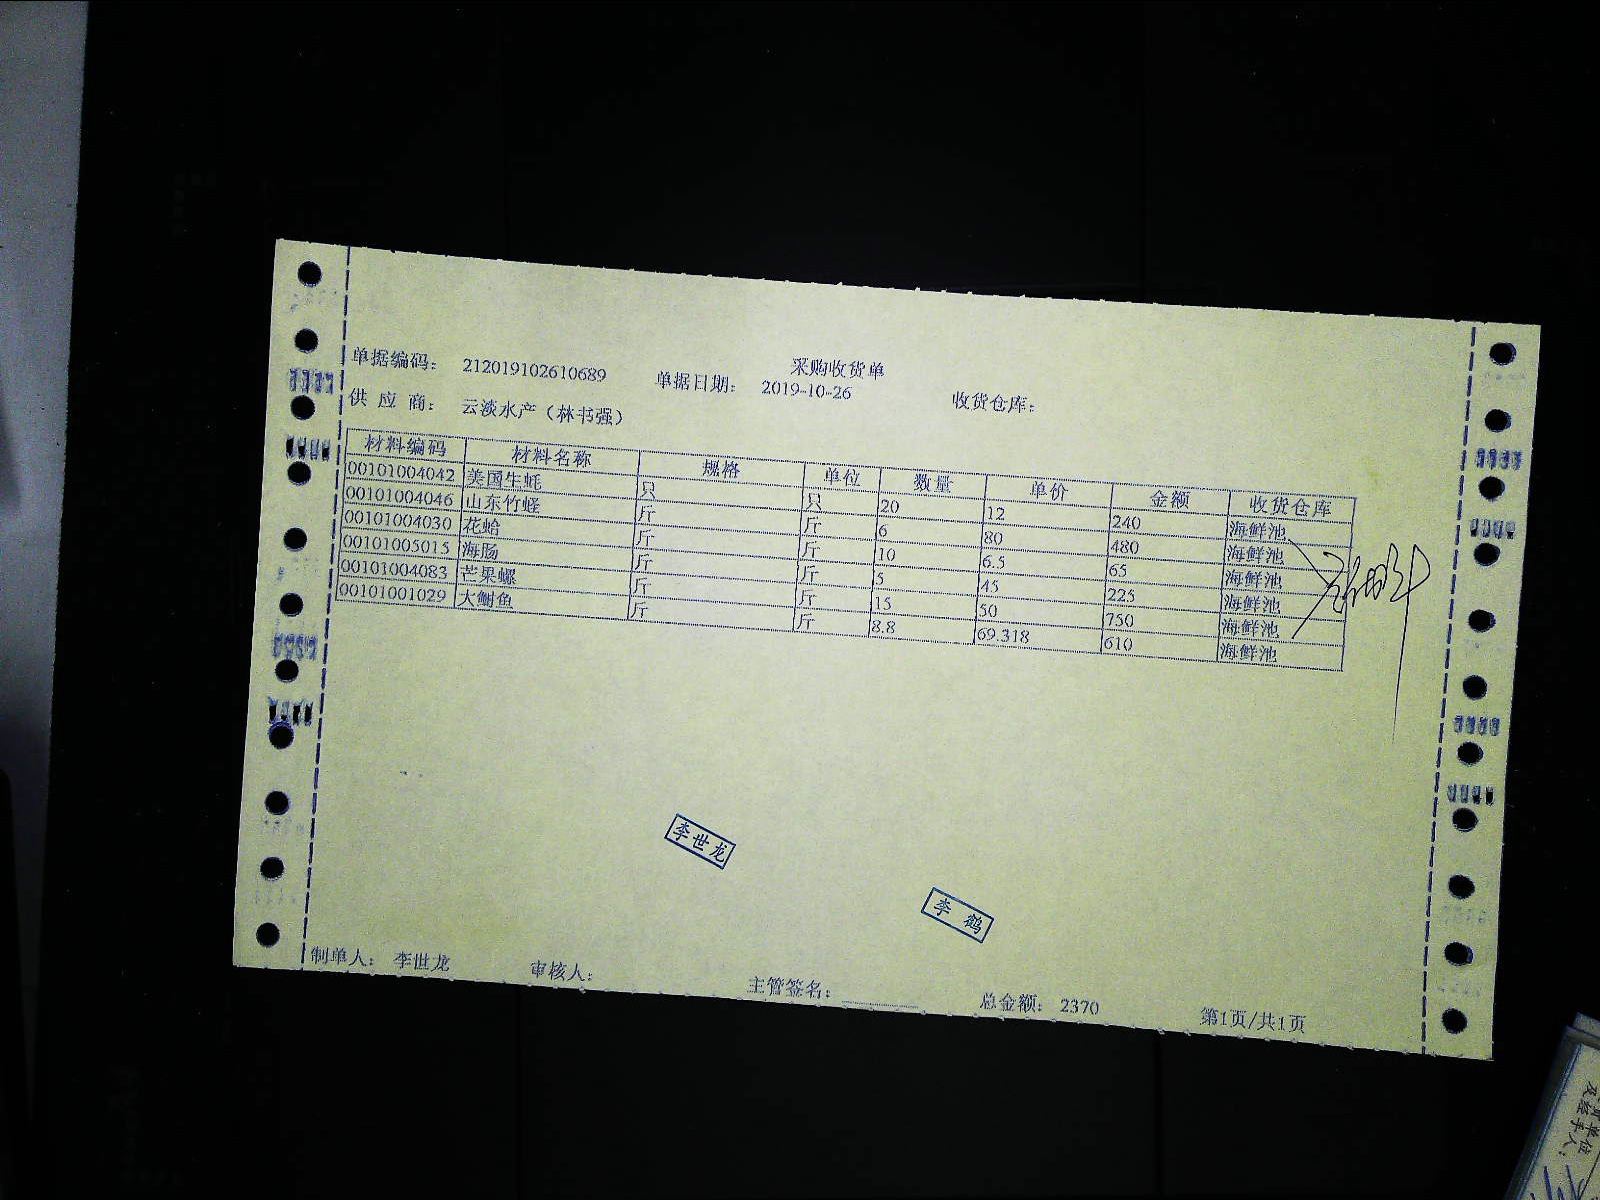 采购收货单
单据编码: 212019102610689 单据日期: 2019-10-26 收货仓库:
供 应 商: 云淡水产（林书强）
材料编码 材料名称 规格 单位 数量 单价 金额 收货仓库
00101004042 美国生蚝 只 只 20 12 240 海鲜池
00101004046 山东竹蛏 斤 斤 6 80 480 海鲜池
00101004030 花蛤 斤 斤 10 6.5 65 海鲜池
00101005015 海肠 斤 斤 5 45 225 海鲜池
00101004083 芒果螺 斤 斤 15 50 750 海鲜池
00101001029 大鲷鱼 斤 斤 8.8 69.318 610 海鲜池
李世龙
李 鹤
制单人: 李世龙 审核人: 主管签名: 总金额: 2370 第1页/共1页
单位
及经手人: